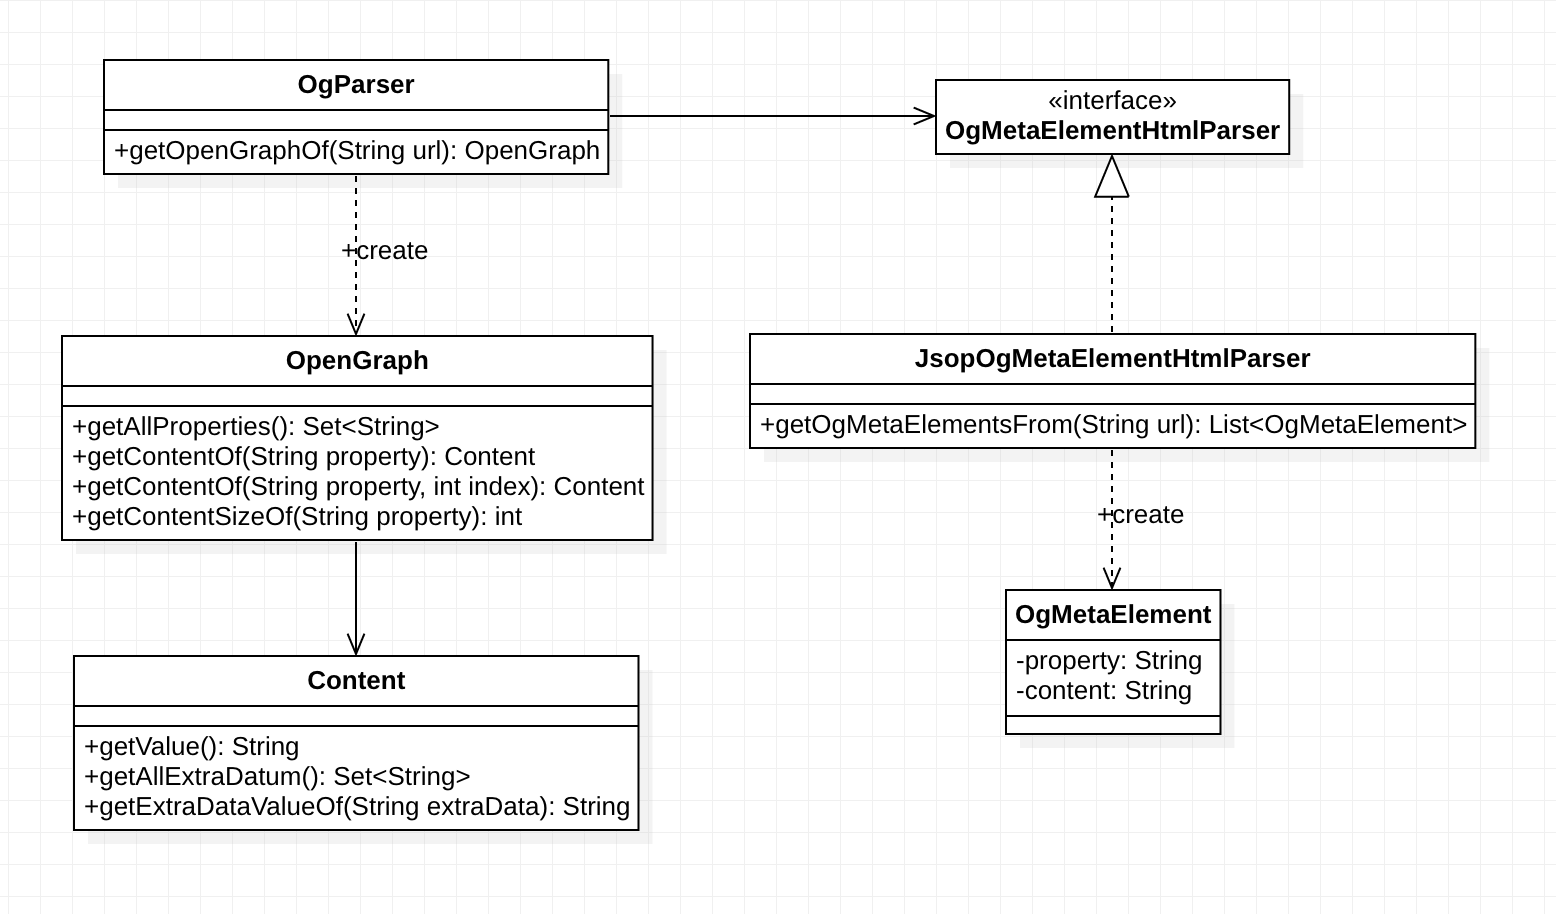 OgParser
+getOpenGraphOf(String url): OpenGraph
«interface»
OgMetaElementHtmlParser
+create
OpenGraph
+getAllProperties(): Set<String>
+getContentOf(String property): Content
+getContentOf(String property, int index): Content
+getContentSizeOf(String property): int
JsopOgMetaElementHtmlParser
+getOgMetaElementsFrom(String url): List<OgMetaElement>
+create
Content
+getValue(): String
+getAllExtraDatum(): Set<String>
+getExtraDataValueOf(String extraData): String
OgMetaElement
-property: String
-content: String